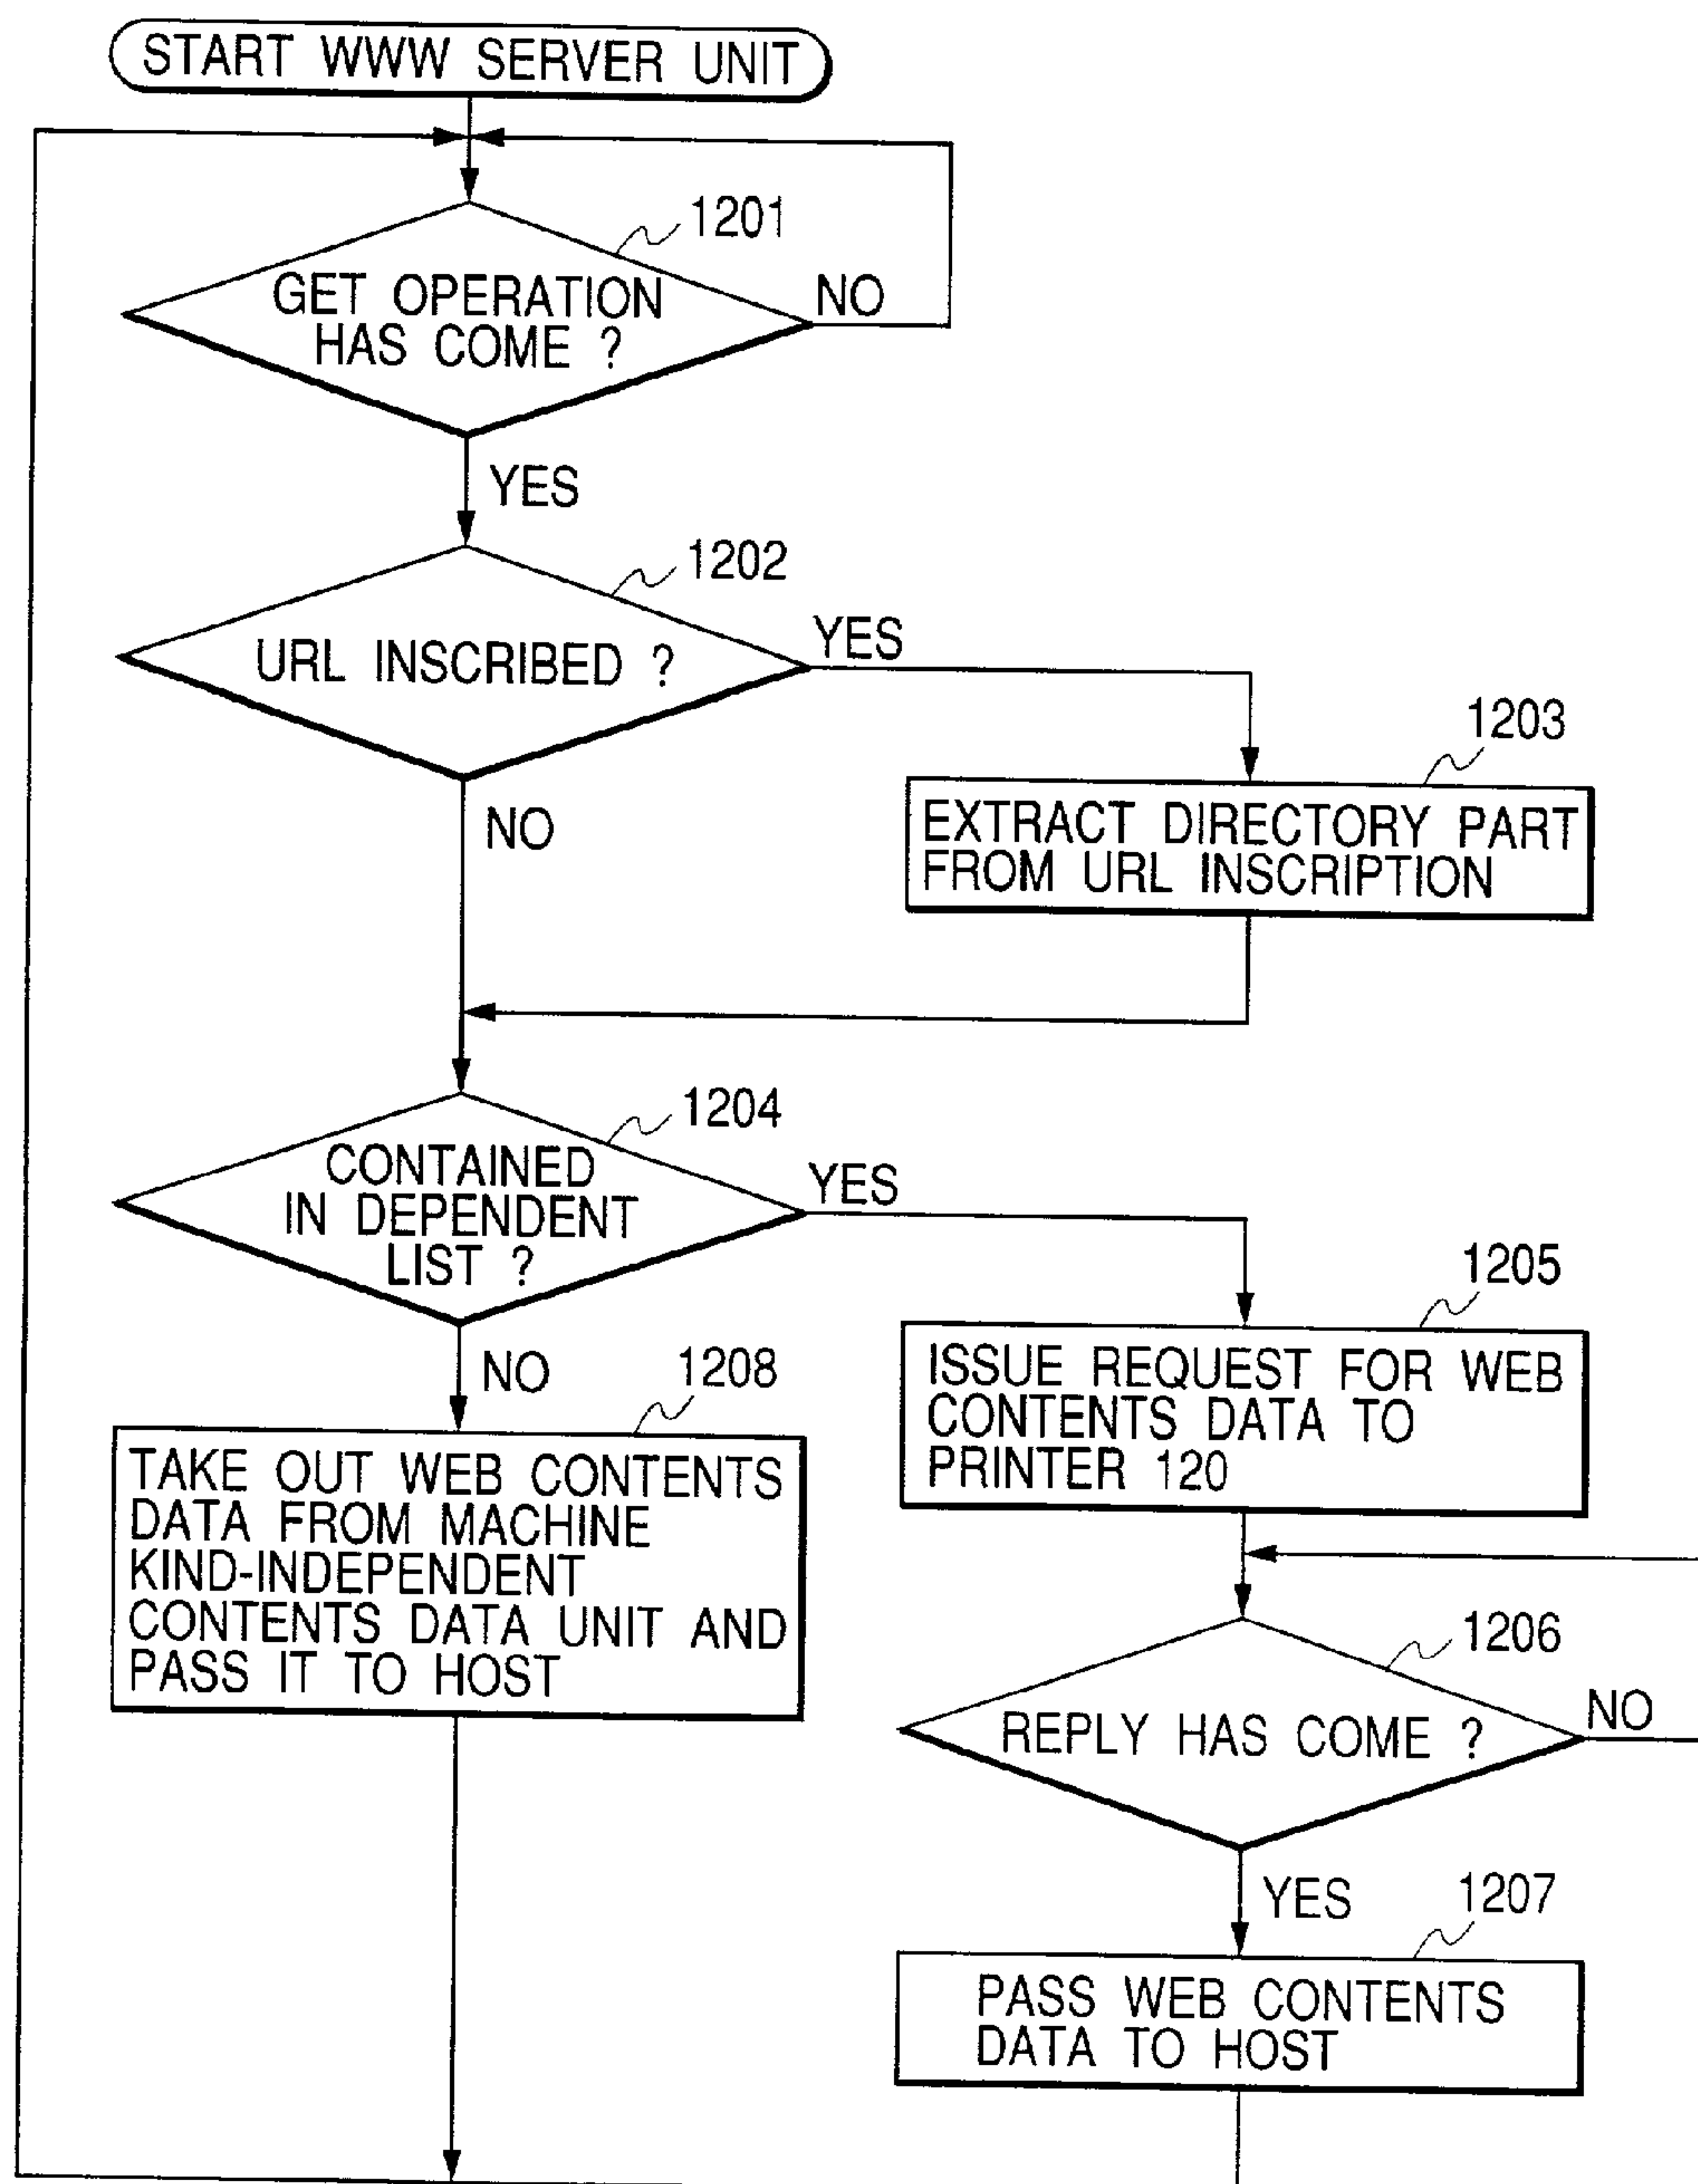 START WWW SERVER UNIT
1201
GET OPERATION
HAS COME ?
NO
YES
1202
URL INSCRIBED ?
YES
NO
1203
EXTRACT DIRECTORY PART
FROM URL INSCRIPTION
1204
CONTAINED
IN DEPENDENT
LIST ?
YES
NO
1205
ISSUE REQUEST FOR WEB
CONTENTS DATA TO
PRINTER 120
1208
TAKE OUT WEB CONTENTS
DATA FROM MACHINE
KIND-INDEPENDENT
CONTENTS DATA UNIT AND
PASS IT TO HOST
1206
REPLY HAS COME ?
NO
YES
1207
PASS WEB CONTENTS
DATA TO HOST